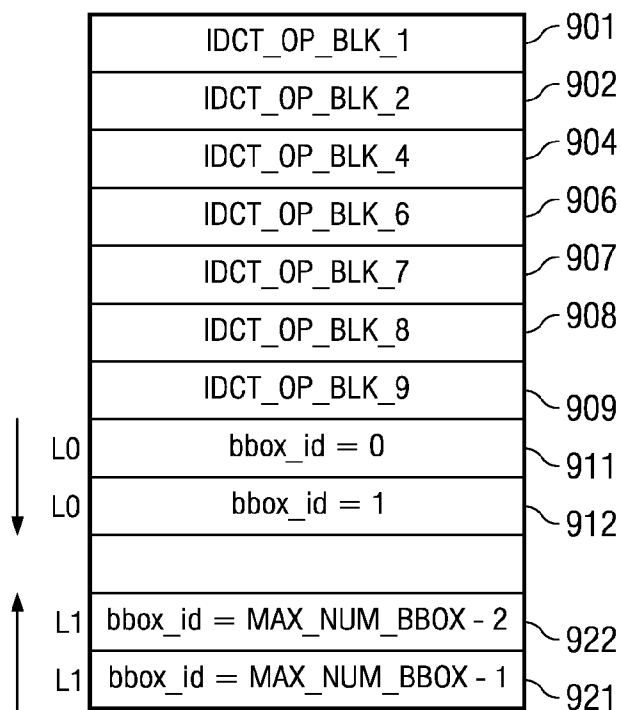 IDCT_OP_BLK_1 901
IDCT_OP_BLK_2 902
IDCT_OP_BLK_4 904
IDCT_OP_BLK_6 906
IDCT_OP_BLK_7 907
IDCT_OP_BLK_8 908
IDCT_OP_BLK_9 909
L0 bbox_id = 0 911
L0 bbox_id = 1 912
L1 bbox_id = MAX_NUM_BBOX - 2 922
L1 bbox_id = MAX_NUM_BBOX - 1 921